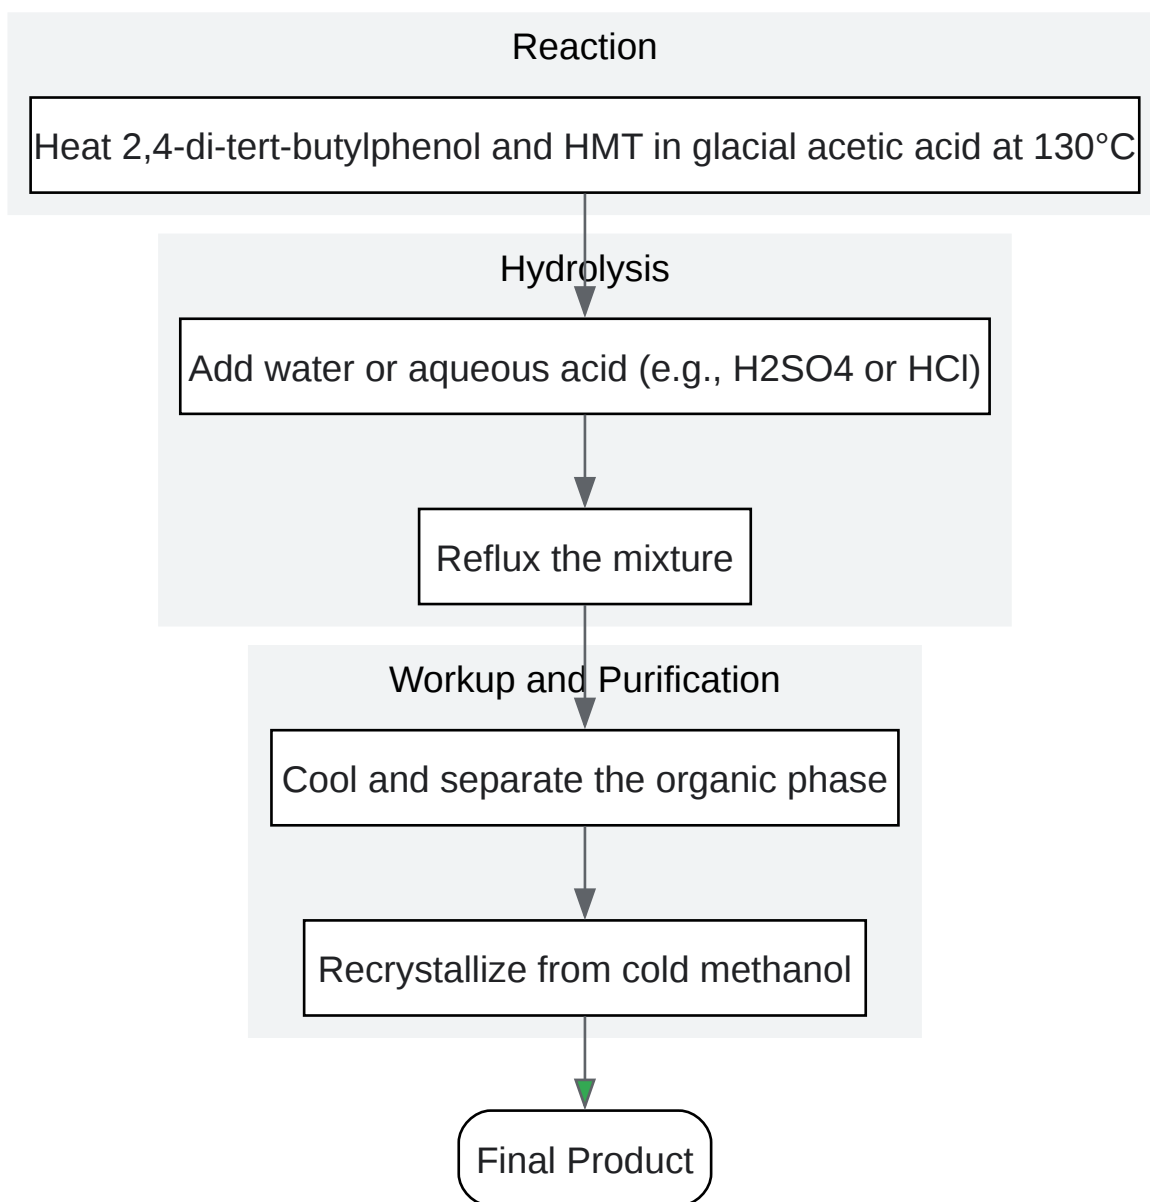 Reaction
Heat 2,4-di-tert-butylphenol and HMT in glacial acetic acid at 130°C
Hydrolysis
Add water or aqueous acid (e.g., H2SO4 or HCl)
Reflux the mixture
Workup and Purification
Cool and separate the organic phase
Recrystallize from cold methanol
Final Product